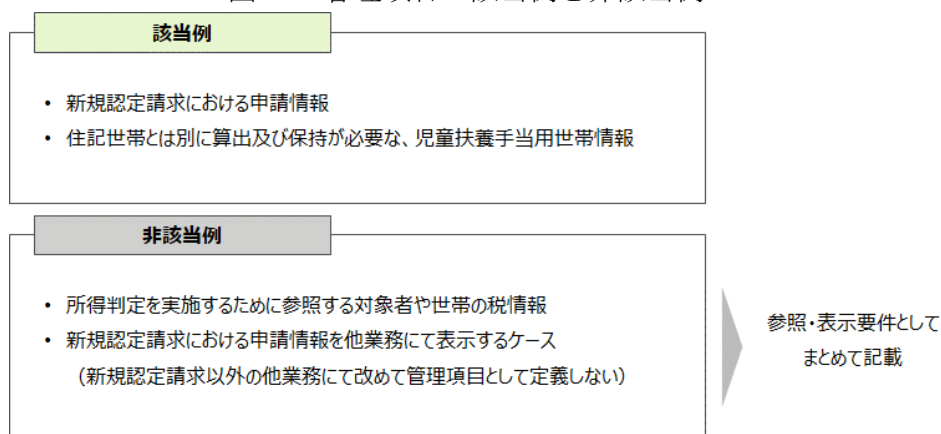 該当例
• 新規認定請求における申請情報
• 住記世帯とは別に算出及び保持が必要な、児童扶養手当用世帯情報
非該当例
• 所得判定を実施するために参照する対象者や世帯の税情報
• 新規認定請求における申請情報を他業務にて表示するケース
（新規認定請求以外の他業務にて改めて管理項目として定義しない）
参照・表示要件として
まとめて記載